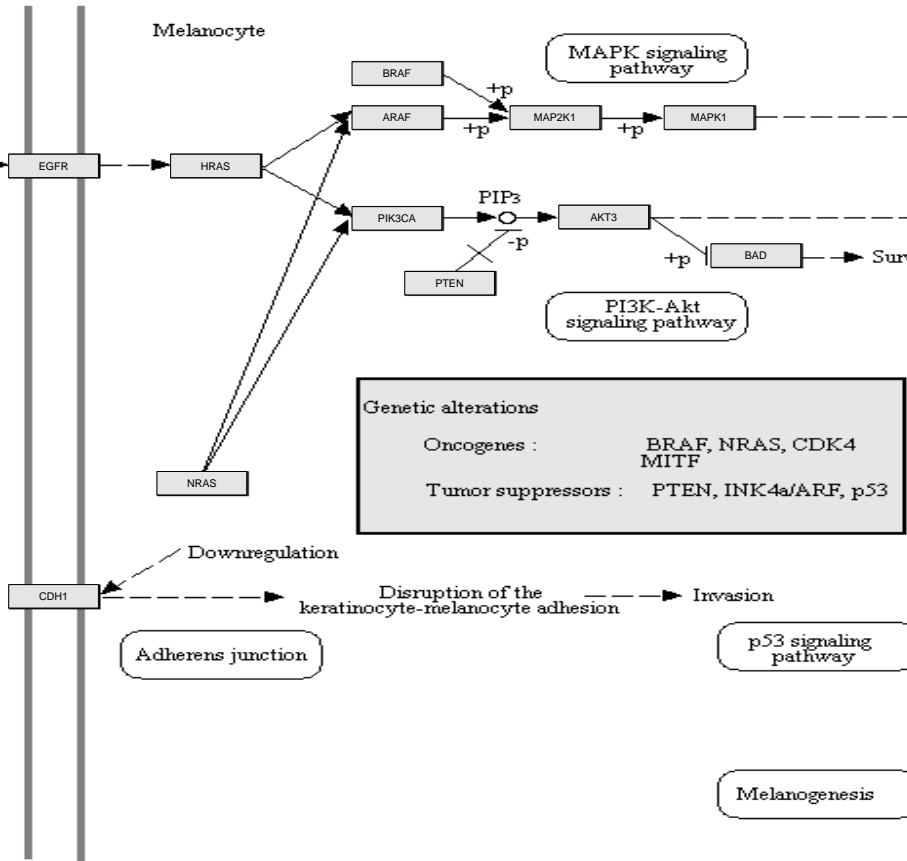 Melanocyte
MAPK signaling
pathway
BRAF
+p
ARAF
+p
MAP2K1
+p
MAPK1
EGFR
HRAS
PIP3
PIK3CA
-p
AKT3
+p
BAD
Surv
PTEN
PI3K-Akt
signaling pathway
Genetic alterations
Oncogenes : BRAF, NRAS, CDK4
MITF
Tumor suppressors : PTEN, INK4a/ARF, p53
NRAS
Downregulation
CDH1
Disruption of the
keratinocyte-melanocyte adhesion
Invasion
Adherens junction
p53 signaling
pathway
Melanogenesis